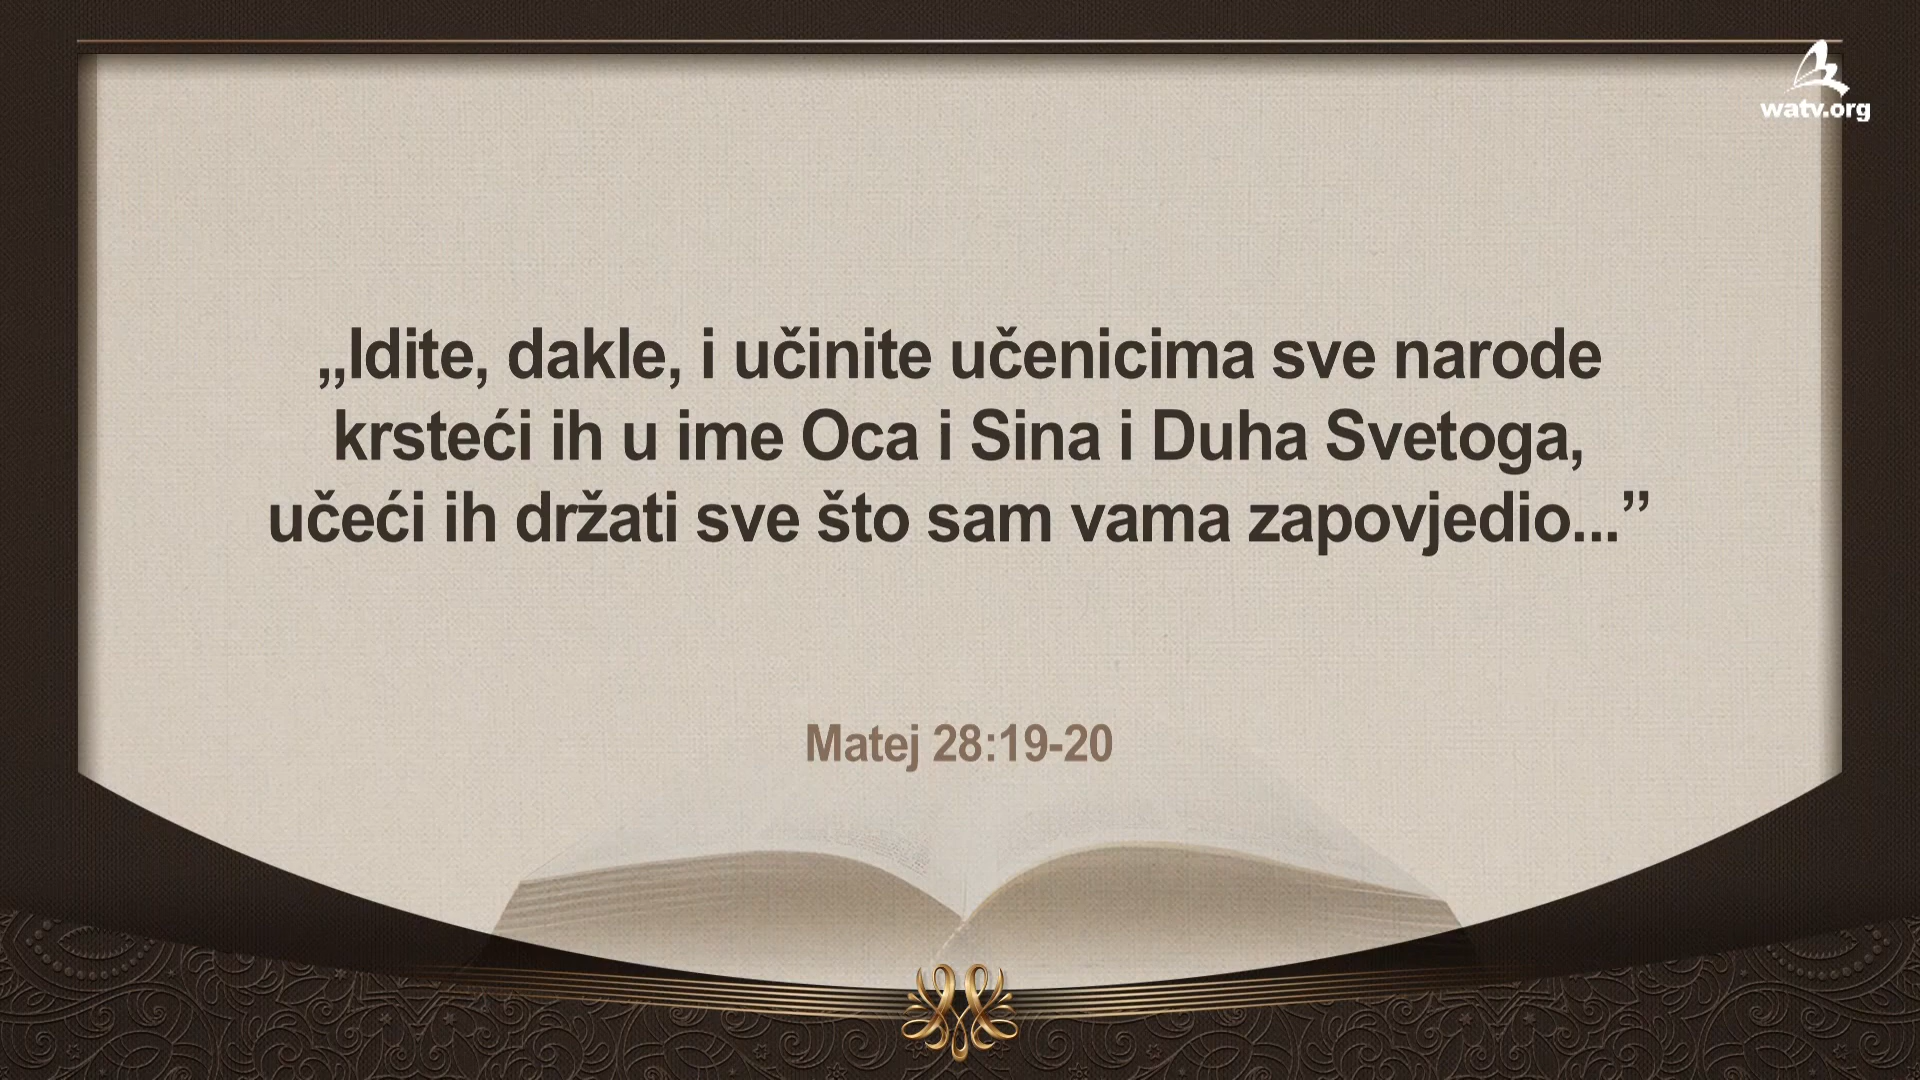 watv.org
„Idite, dakle, i učinite učenicima sve narode
krsteći ih u ime Oca i Sina i Duha Svetoga,
učeći ih držati sve što sam vama zapovjedio...”
Matej 28:19-20